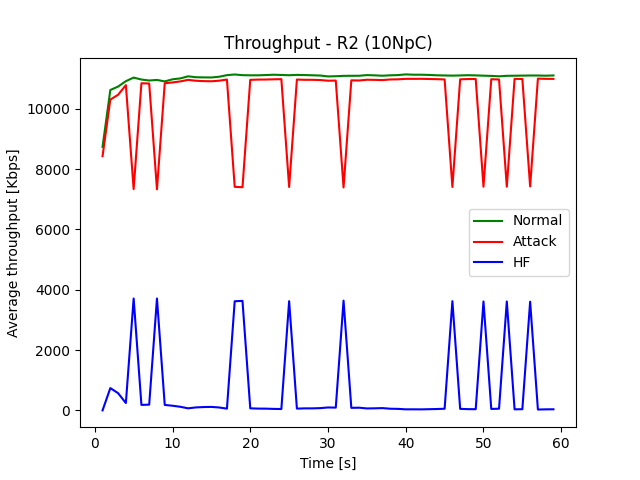 Throughput - R2 (10NpC)
Average throughput [Kbps]
10000
8000
6000
4000
2000
0
Normal
Attack
HF
0 10 20 30 40 50 60
Time [s]